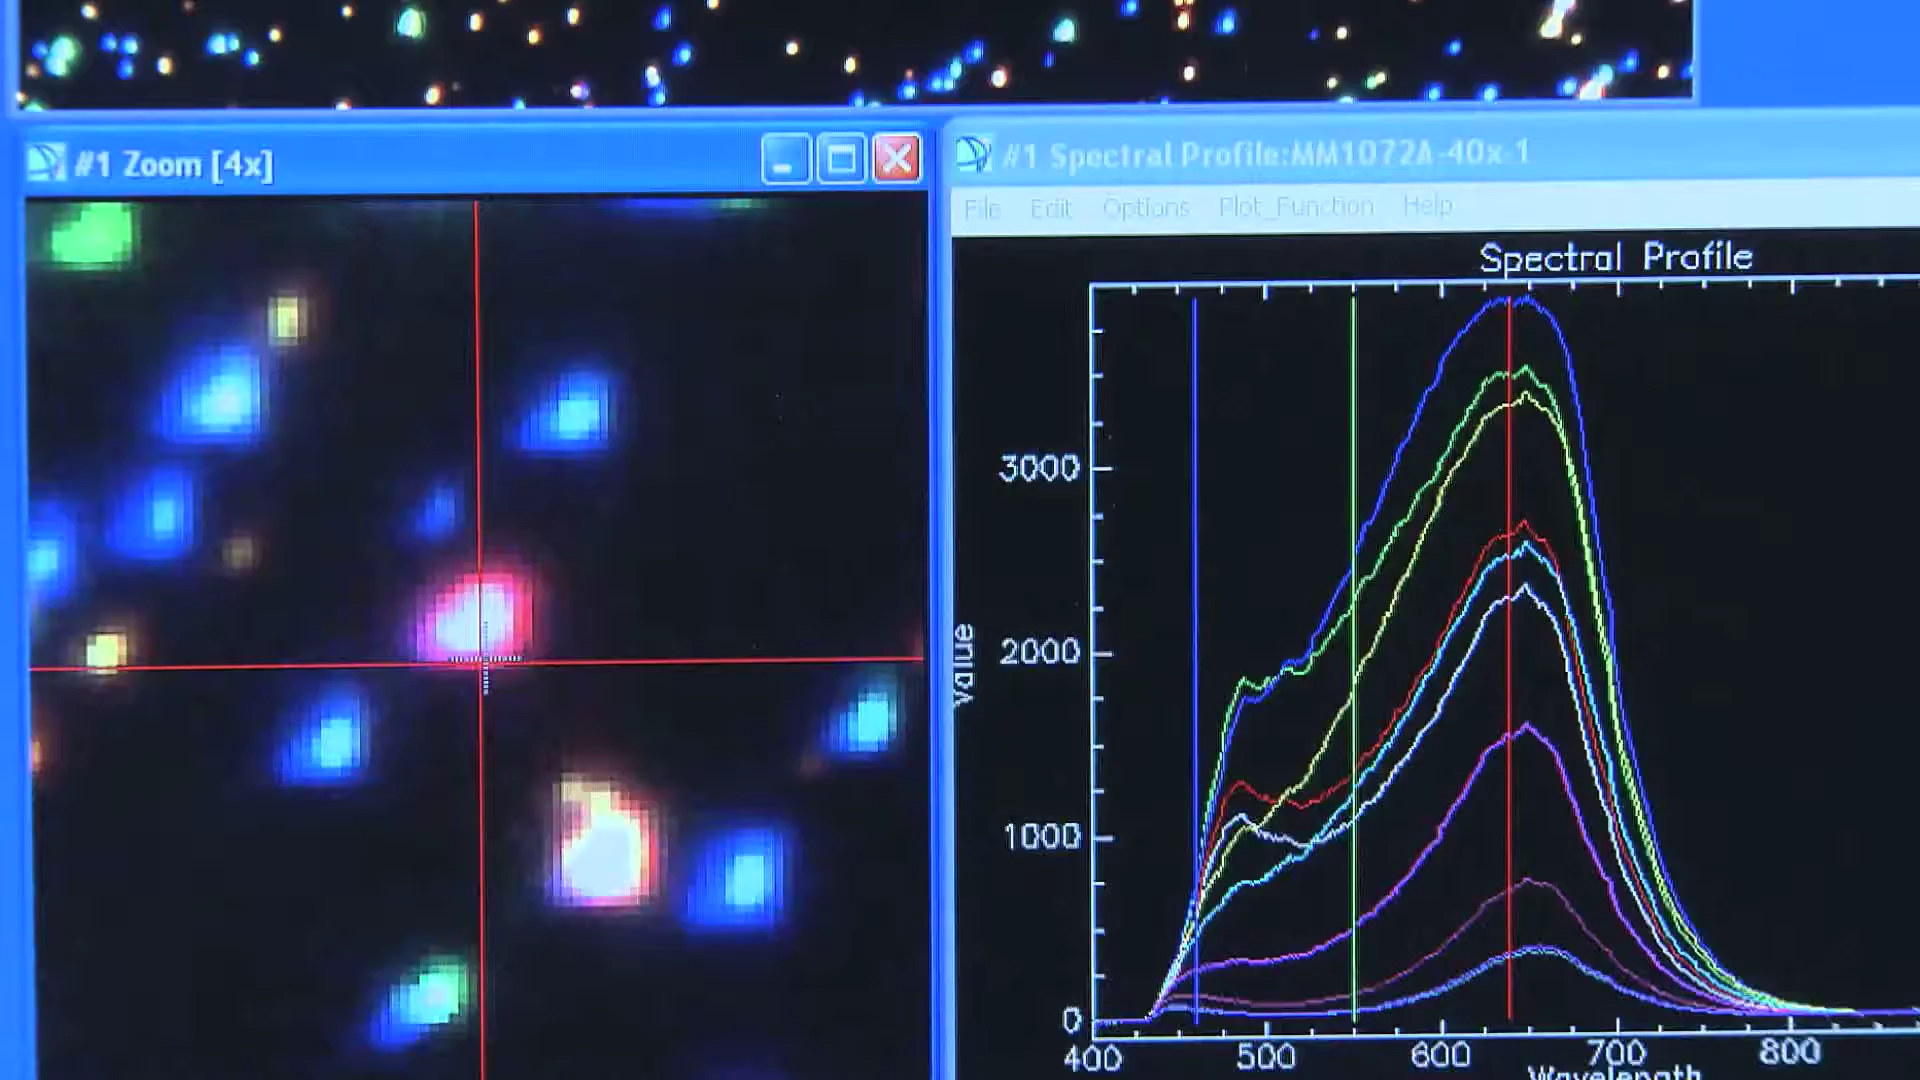 #1 Zoom [4x]
#1 Spectral Profile:MM1072A-40x-1
File Edit Options Plot_Function Help
Spectral Profile
3000
2000
1000
0
Value
400 500 600 700 800
Wavelength